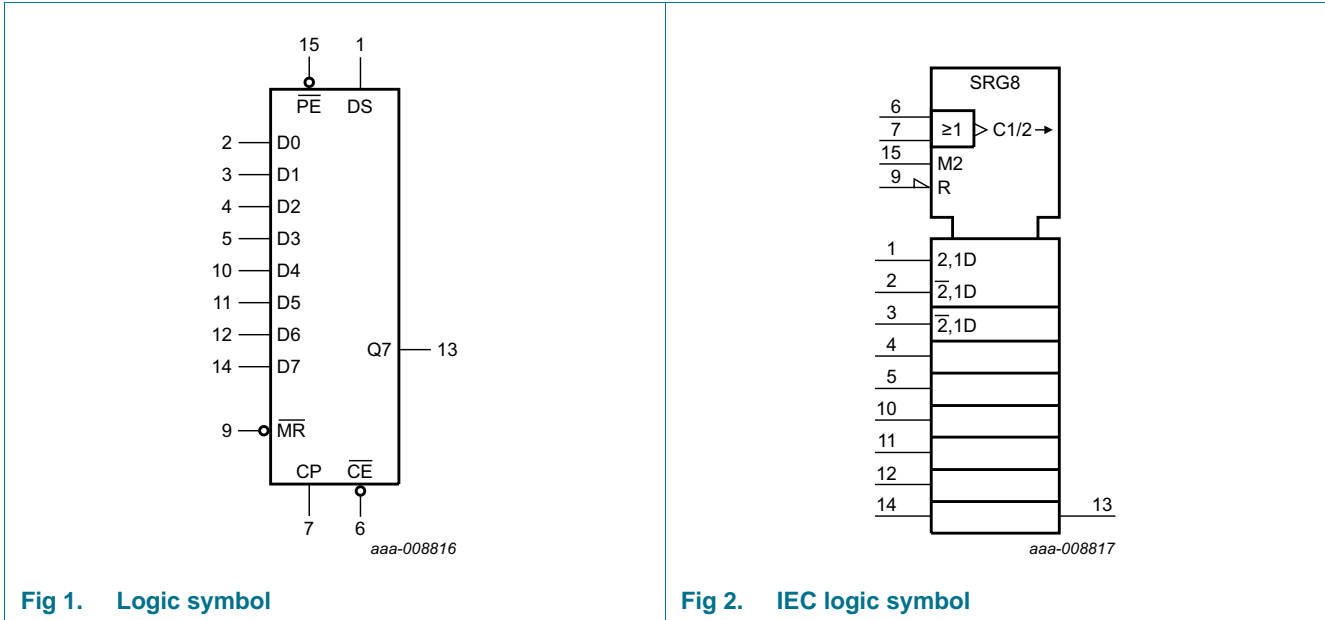 15 1
P̅E̅ DS
2 D0
3 D1
4 D2
5 D3
10 D4
11 D5
12 D6
14 D7
Q7 13
9 M̅R̅
CP C̅E̅
7 6
aaa-008816
Fig 1. Logic symbol
SRG8
6
7 ≥1 C1/2→
15 M2
9 R
1 2,1D
2 2̅,1D
3 2̅,1D
4
5
10
11
12
14 13
aaa-008817
Fig 2. IEC logic symbol